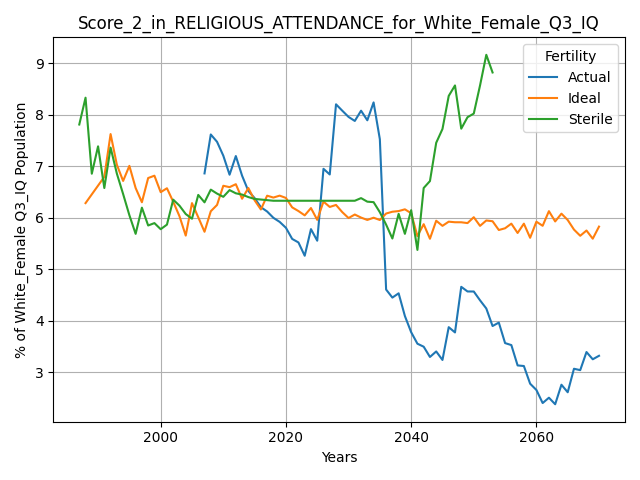 Score_2_in_RELIGIOUS_ATTENDANCE_for_White_Female_Q3_IQ
% of White_Female Q3_IQ Population
9
8
7
6
5
4
3
Fertility
Actual
Ideal
Sterile
2000
2020
2040
2060
Years